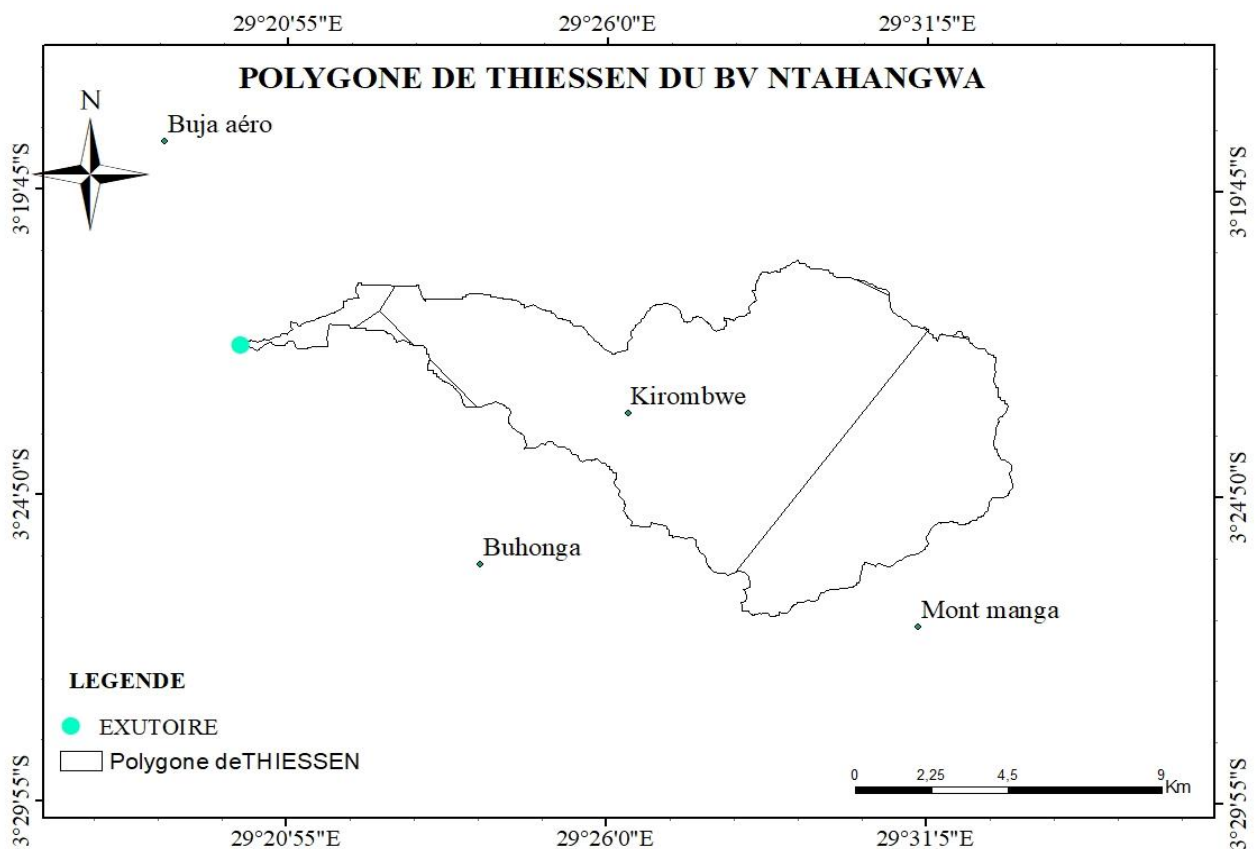 29°20'55"E 29°26'0"E 29°31'5"E
POLYGONE DE THIESSEN DU BV NTAHANGWA
N
Buja aéro
3°19'45"S 3°19'45"S
Kirombwe
3°24'50"S 3°24'50"S
Buhonga
Mont manga
LEGENDE
EXUTOIRE
Polygone deTHIESSEN
0 2,25 4,5 9
Km
3°29'55"S 3°29'55"S
29°20'55"E 29°26'0"E 29°31'5"E